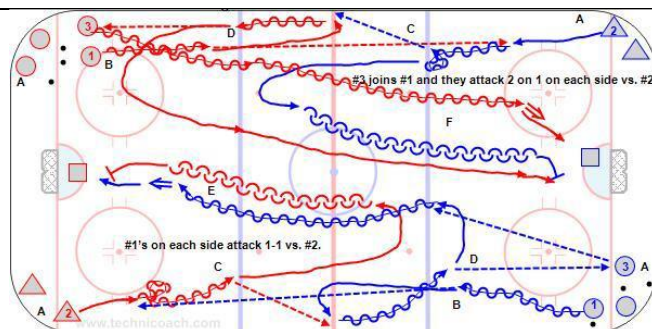 3
D
A
2
C
1
B
A
#3 joins #1 and they attack 2 on 1 on each side vs. #2
F
E
#1's on each side attack 1-1 vs. #2.
D
C
3
A
B
A
2
1
www.technicoach.com